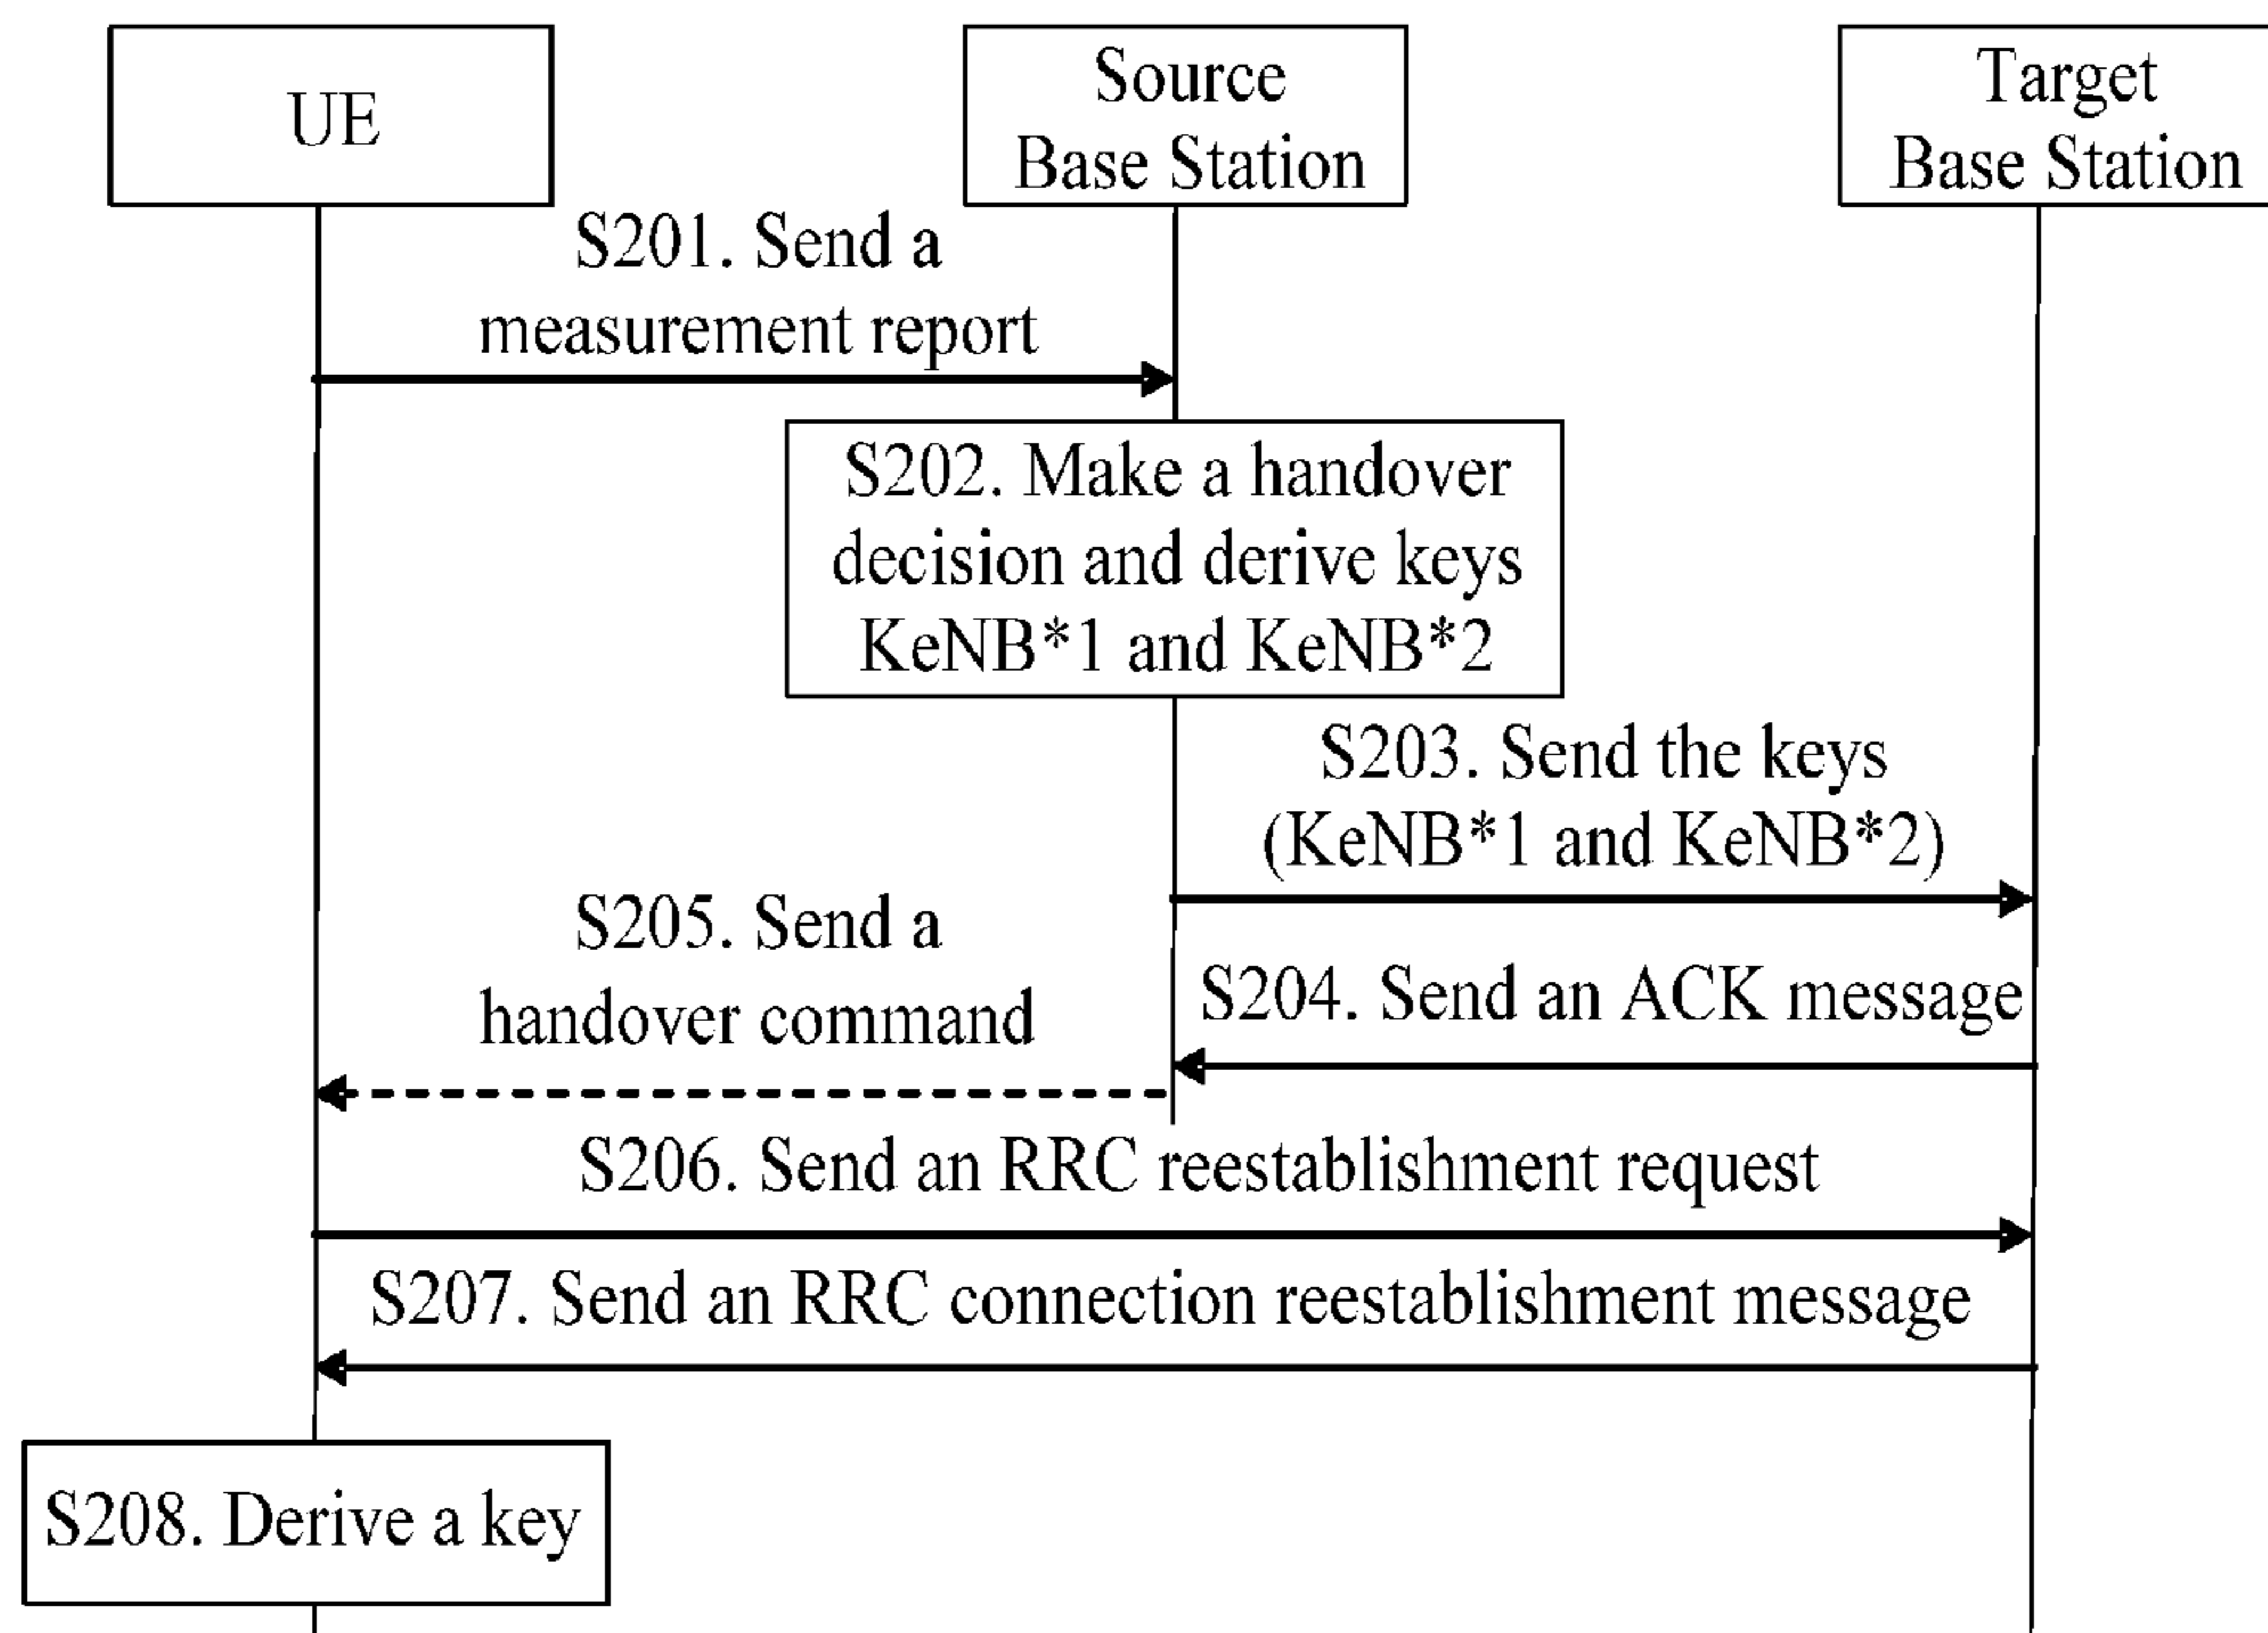 UE
Source
Base Station
Target
Base Station
S201. Send a
measurement report
S202. Make a handover
decision and derive keys
KeNB*1 and KeNB*2
S203. Send the keys
(KeNB*1 and KeNB*2)
S205. Send a
handover command
S204. Send an ACK message
S206. Send an RRC reestablishment request
S207. Send an RRC connection reestablishment message
S208. Derive a key